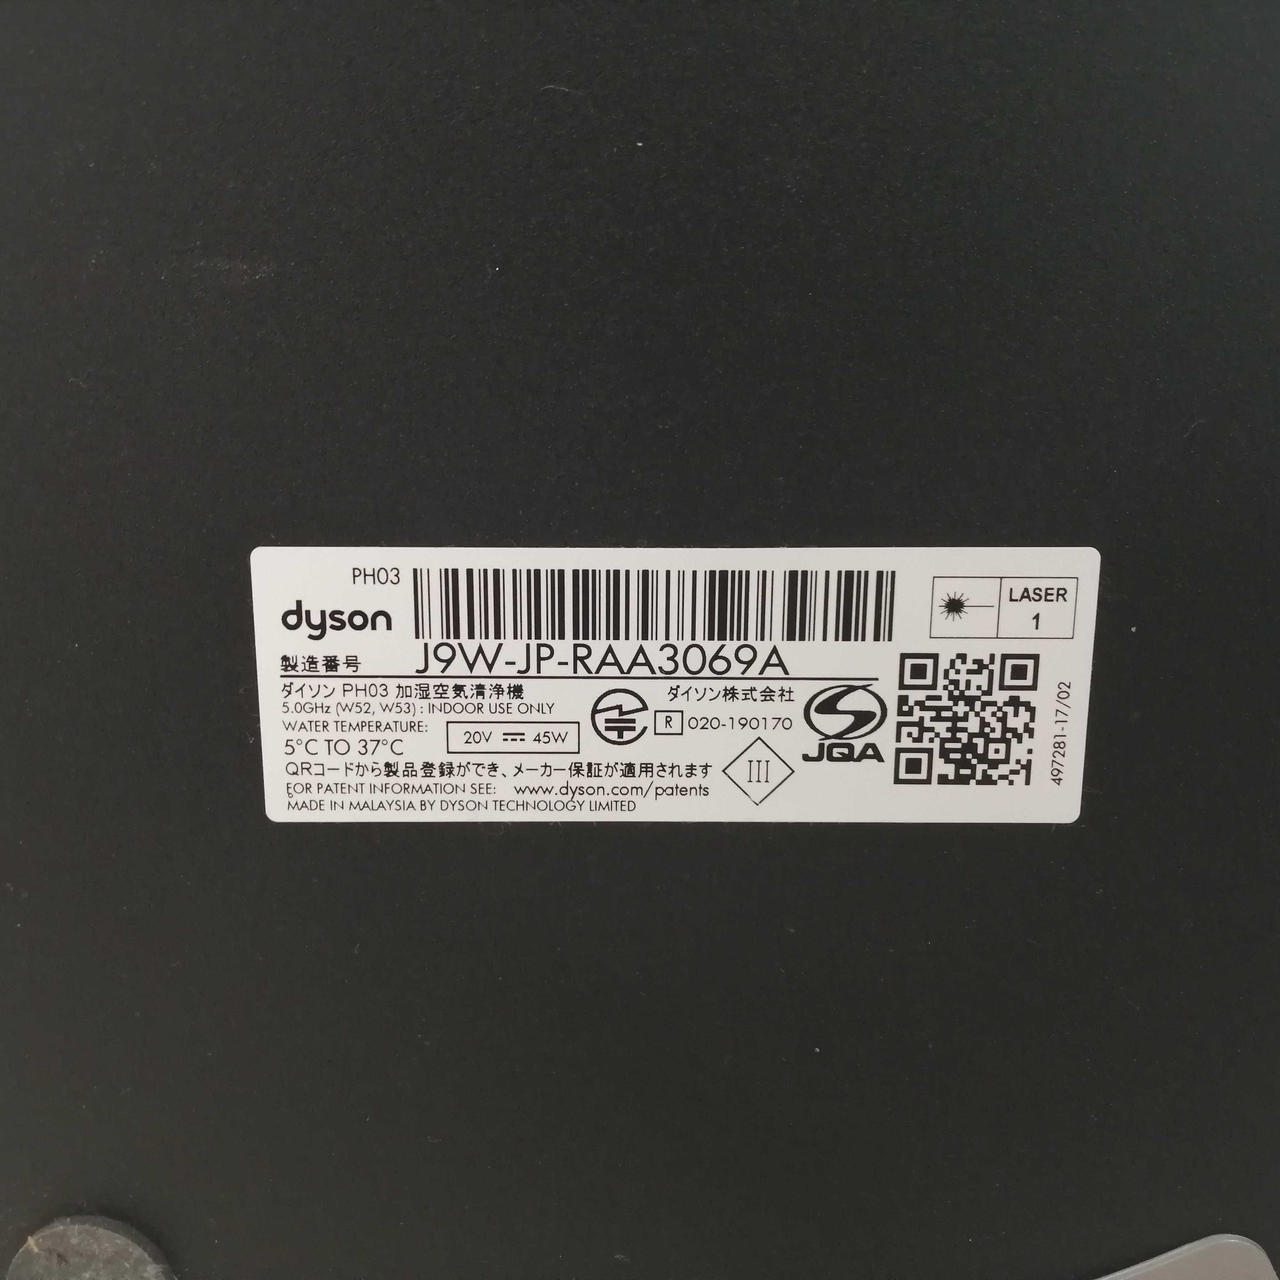 PH03
dyson
製造番号 J9W-JP-RAA3069A
LASER
1
ダイソン PH03 加湿空気清浄機
5.0GHz (W52, W53) : INDOOR USE ONLY
WATER TEMPERATURE:
5°C TO 37°C
20V 45W
ダイソン株式会社
R 020-190170
JQA
III
QRコードから製品登録ができ、メーカー保証が適用されます
FOR PATENT INFORMATION SEE: www.dyson.com/patents
MADE IN MALAYSIA BY DYSON TECHNOLOGY LIMITED
497281-17/02